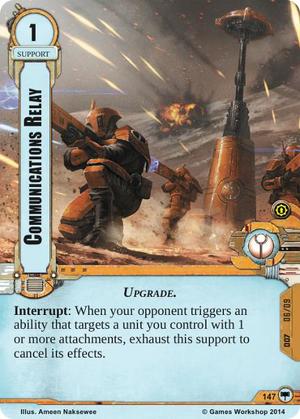 1
SUPPORT
COMMUNICATIONS RELAY
007 06/09
UPGRADE.
Interrupt: When your opponent triggers an
ability that targets a unit you control with 1
or more attachments, exhaust this support to
cancel its effects.
147
Illus. Ameen Naksewee
© Games Workshop 2014